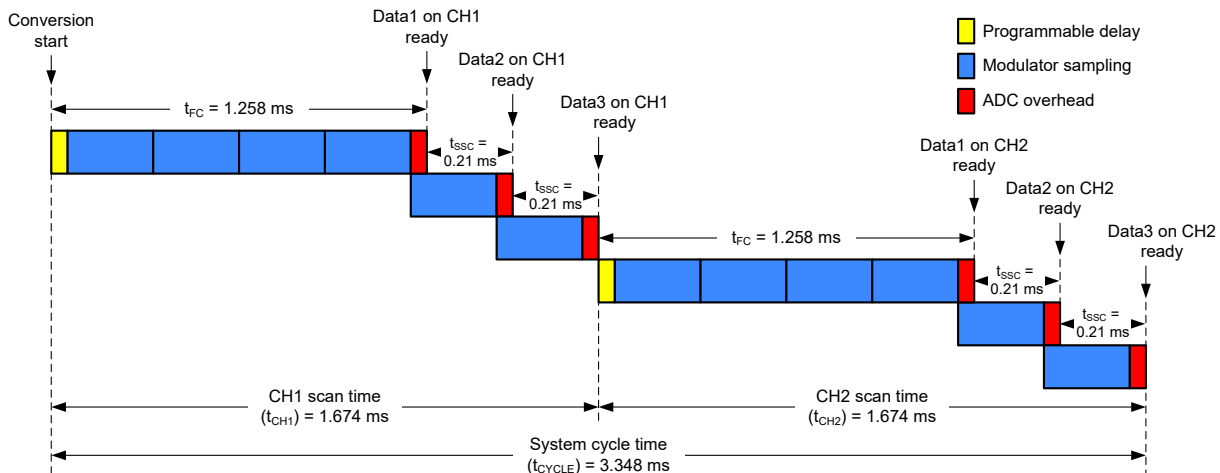 Conversion
start
Data1 on CH1
ready
Data2 on CH1
ready
Data3 on CH1
ready
Programmable delay
Modulator sampling
ADC overhead
tFC = 1.258 ms
tSSC =
0.21 ms
tSSC =
0.21 ms
Data1 on CH2
ready
Data2 on CH2
ready
Data3 on CH2
ready
tFC = 1.258 ms
tSSC =
0.21 ms
tSSC =
0.21 ms
CH1 scan time
(tCH1) = 1.674 ms
CH2 scan time
(tCH2) = 1.674 ms
System cycle time
(tCYCLE) = 3.348 ms